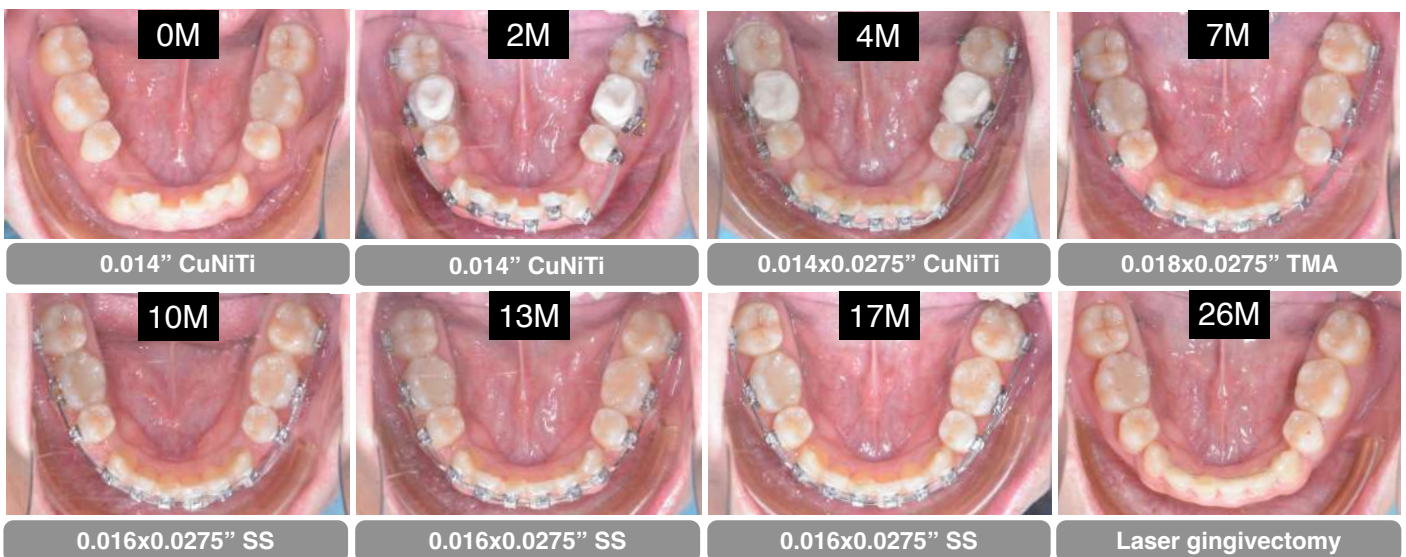 0M
2M
4M
7M
0.014” CuNiTi
0.014” CuNiTi
0.014x0.0275” CuNiTi
0.018x0.0275” TMA
10M
13M
17M
26M
0.016x0.0275” SS
0.016x0.0275” SS
0.016x0.0275” SS
Laser gingivectomy